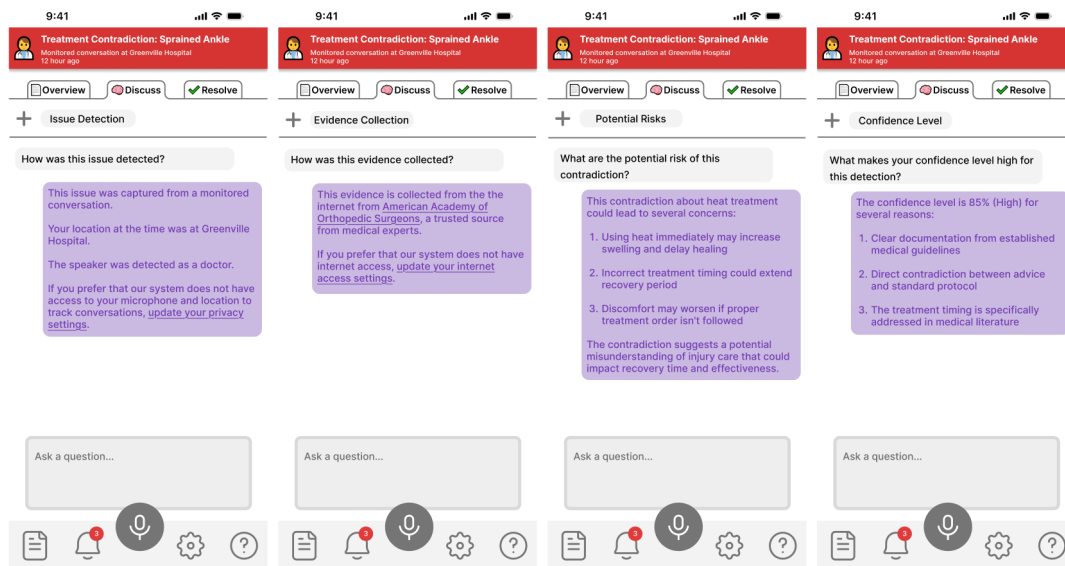 9:41
Treatment Contradiction: Sprained Ankle
Monitored conversation at Greenville Hospital
12 hour ago
Overview
Discuss
Resolve
Issue Detection
How was this issue detected?
This issue was captured from a monitored
conversation.
Your location at the time was at Greenville
Hospital.
The speaker was detected as a doctor.
If you prefer that our system does not have
access to your microphone and location to
track conversations, update your privacy
settings.
Ask a question...
3
9:41
Treatment Contradiction: Sprained Ankle
Monitored conversation at Greenville Hospital
12 hour ago
Overview
Discuss
Resolve
Evidence Collection
How was this evidence collected?
This evidence is collected from the the
internet from American Academy of
Orthopedic Surgeons, a trusted source
from medical experts.
If you prefer that our system does not have
internet access, update your internet
access settings.
Ask a question...
3
9:41
Treatment Contradiction: Sprained Ankle
Monitored conversation at Greenville Hospital
12 hour ago
Overview
Discuss
Resolve
Potential Risks
What are the potential risk of this
contradiction?
This contradiction about heat treatment
could lead to several concerns:
1. Using heat immediately may increase
swelling and delay healing
2. Incorrect treatment timing could extend
recovery period
3. Discomfort may worsen if proper
treatment order isn't followed
The contradiction suggests a potential
misunderstanding of injury care that could
impact recovery time and effectiveness.
Ask a question...
3
9:41
Treatment Contradiction: Sprained Ankle
Monitored conversation at Greenville Hospital
12 hour ago
Overview
Discuss
Resolve
Confidence Level
What makes your confidence level high for
this detection?
The confidence level is 85% (High) for
several reasons:
1. Clear documentation from established
medical guidelines
2. Direct contradiction between advice
and standard protocol
3. The treatment timing is specifically
addressed in medical literature
Ask a question...
3